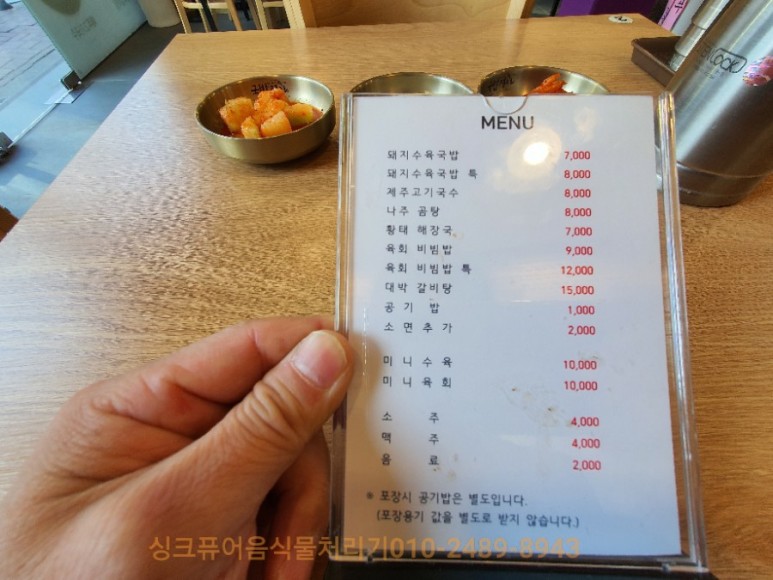 MENU
돼지수육국밥 7,000
돼지수육국밥 특 8,000
제주고기국수 8,000
나주 곰탕 8,000
황태 해장국 7,000
육회 비빔밥 9,000
육회 비빔밥 특 12,000
대박 갈비탕 15,000
공 기 밥 1,000
소 면 추 가 2,000
미 니 수 육 10,000
미 니 육 회 10,000
소 주 4,000
맥 주 4,000
음 료 2,000
※ 포장시 공기밥은 별도입니다.
(포장용기 값을 별도로 받지 않습니다.)
싱크퓨어음식물처리기010-2489-8943